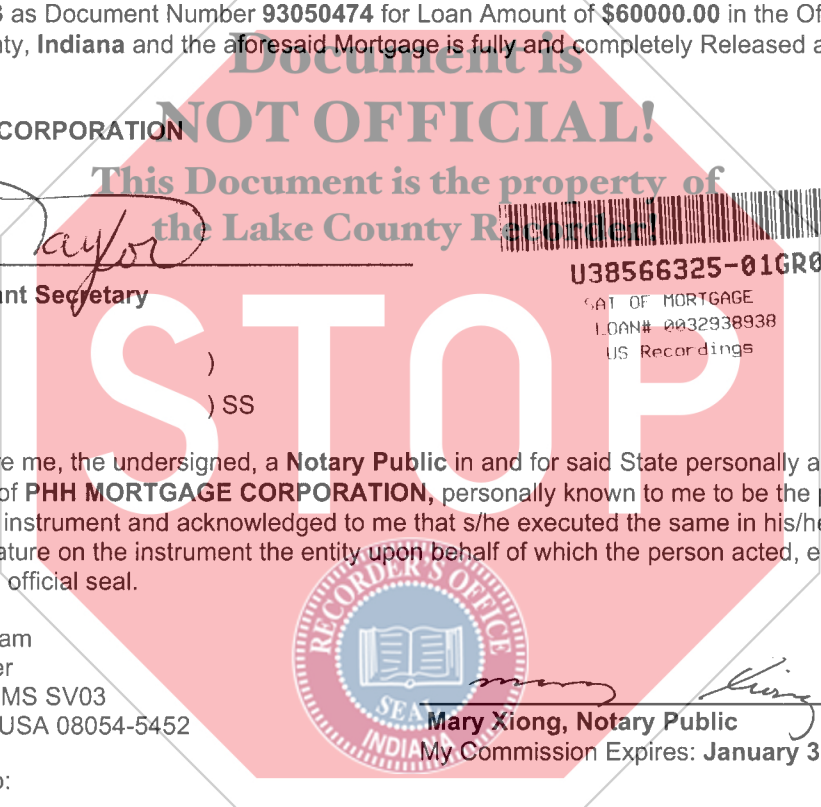 3 as Document Number 93050474 for Loan Amount of $60000.00 in the Of
nty, Indiana and the aforesaid Mortgage is fully and completely Released a
Document is
NOT OFFICIAL!
This Document is the property of
the Lake County Recorder!
CORPORATION
Taylor
nt Secretary
U38566325-01GR0
SAT OF MORTGAGE
LOAN# 0032938938
US Recordings
)
) SS
STOP
re me, the undersigned, a Notary Public in and for said State personally a
of PHH MORTGAGE CORPORATION, personally known to me to be the p
instrument and acknowledged to me that s/he executed the same in his/he
ature on the instrument the entity upon behalf of which the person acted, e
official seal.
RECORDER'S OFFICE
SEAL
INDIANA
am
er
MS SV03
USA 08054-5452
Mary Xiong, Notary Public
My Commission Expires: January 3
o: